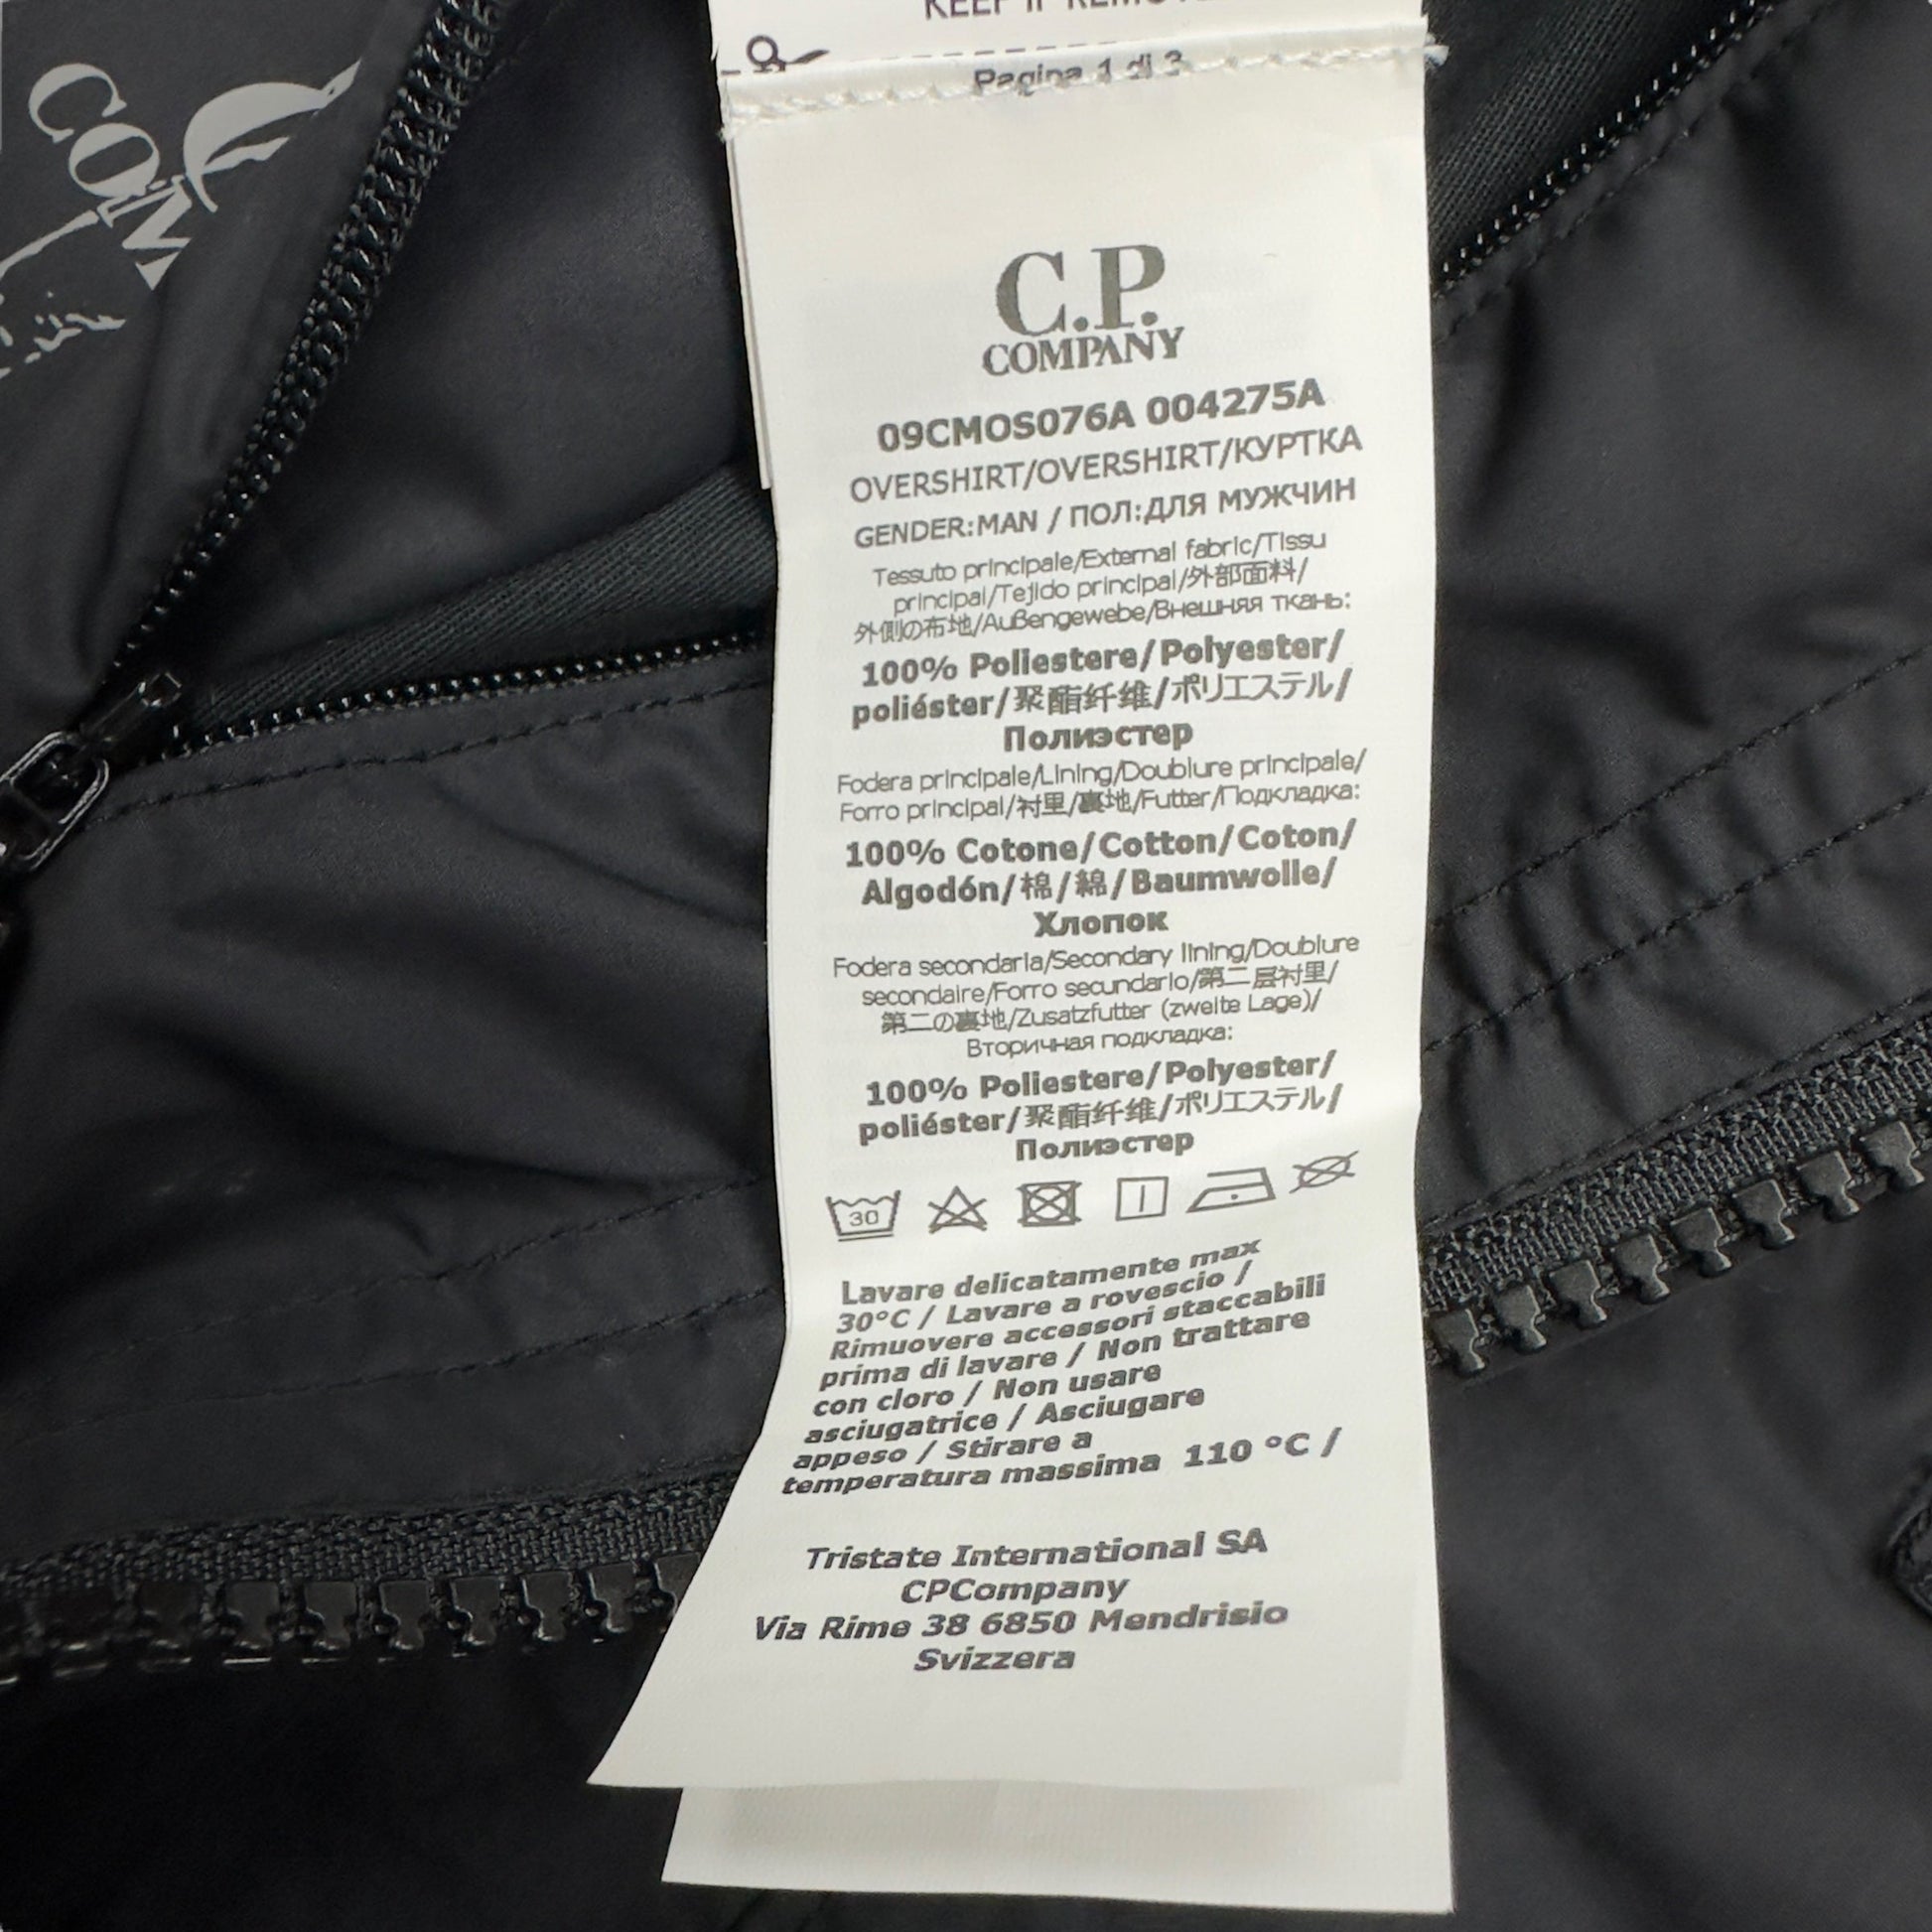 KEEP IF REMOVE
Pagina 1 di 3
COM
C.P.
COMPANY
09CMOS076A 004275A
OVERSHIRT/OVERSHIRT/КУРТКА
GENDER:MAN / ПОЛ:ДЛЯ МУЖЧИН
Tessuto principale/External fabric/Tissu
principal/Tejido principal/外部面料/
外側の布地/Außengewebe/Внешняя ткань:
100% Poliestere/Polyester/
poliéster/聚酯纤维/ポリエステル/
Полиэстер
Fodera principale/Lining/Doublure principale/
Forro principal/衬里/裏地/Futter/Подкладка:
100% Cotone/Cotton/Coton/
Algodón/棉/綿/Baumwolle/
Хлопок
Fodera secondaria/Secondary lining/Doublure
secondaire/Forro secundario/第二层衬里/
第二の裏地/Zusatzfutter (zweite Lage)/
Вторичная подкладка:
100% Poliestere/Polyester/
poliéster/聚酯纤维/ポリエステル/
Полиэстер
30
Lavare delicatamente max
30°C / Lavare a rovescio /
Rimuovere accessori staccabili
prima di lavare / Non trattare
con cloro / Non usare
asciugatrice / Asciugare
appeso / Stirare a
temperatura massima 110 °C /
Tristate International SA
CPCompany
Via Rime 38 6850 Mendrisio
Svizzera